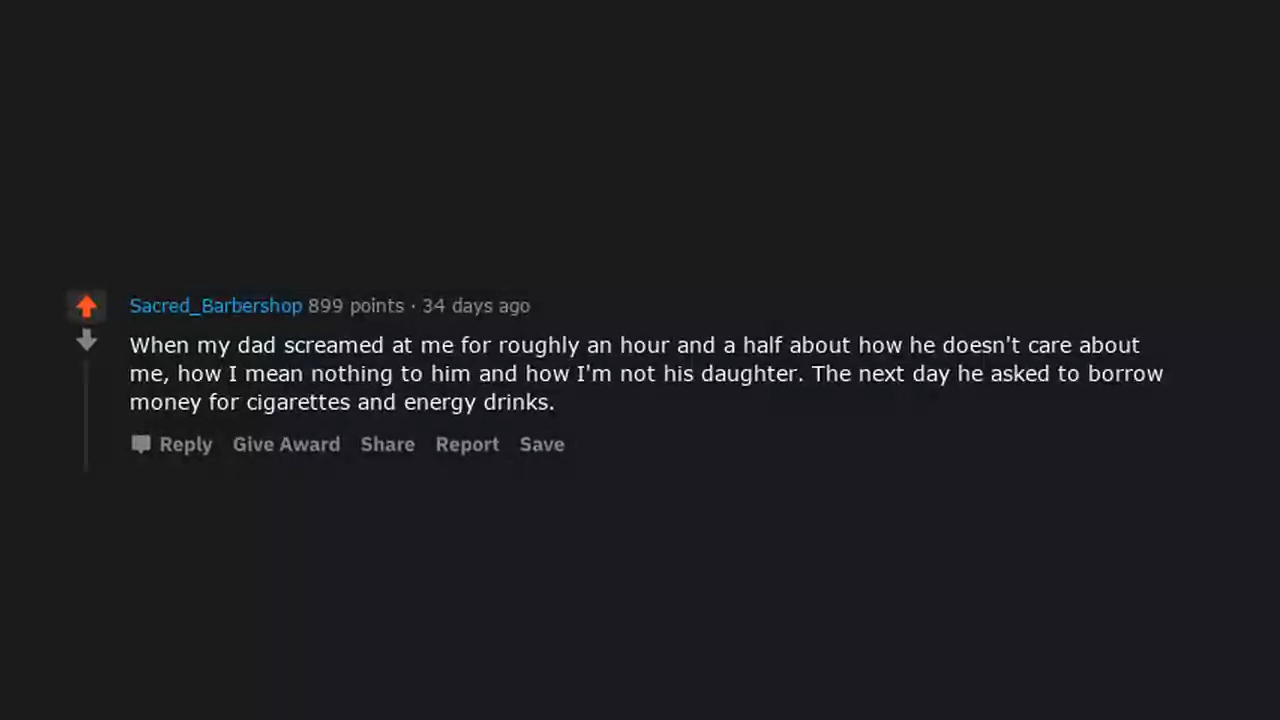 Sacred_Barbershop 899 points · 34 days ago
When my dad screamed at me for roughly an hour and a half about how he doesn't care about
me, how I mean nothing to him and how I'm not his daughter. The next day he asked to borrow
money for cigarettes and energy drinks.
Reply Give Award Share Report Save